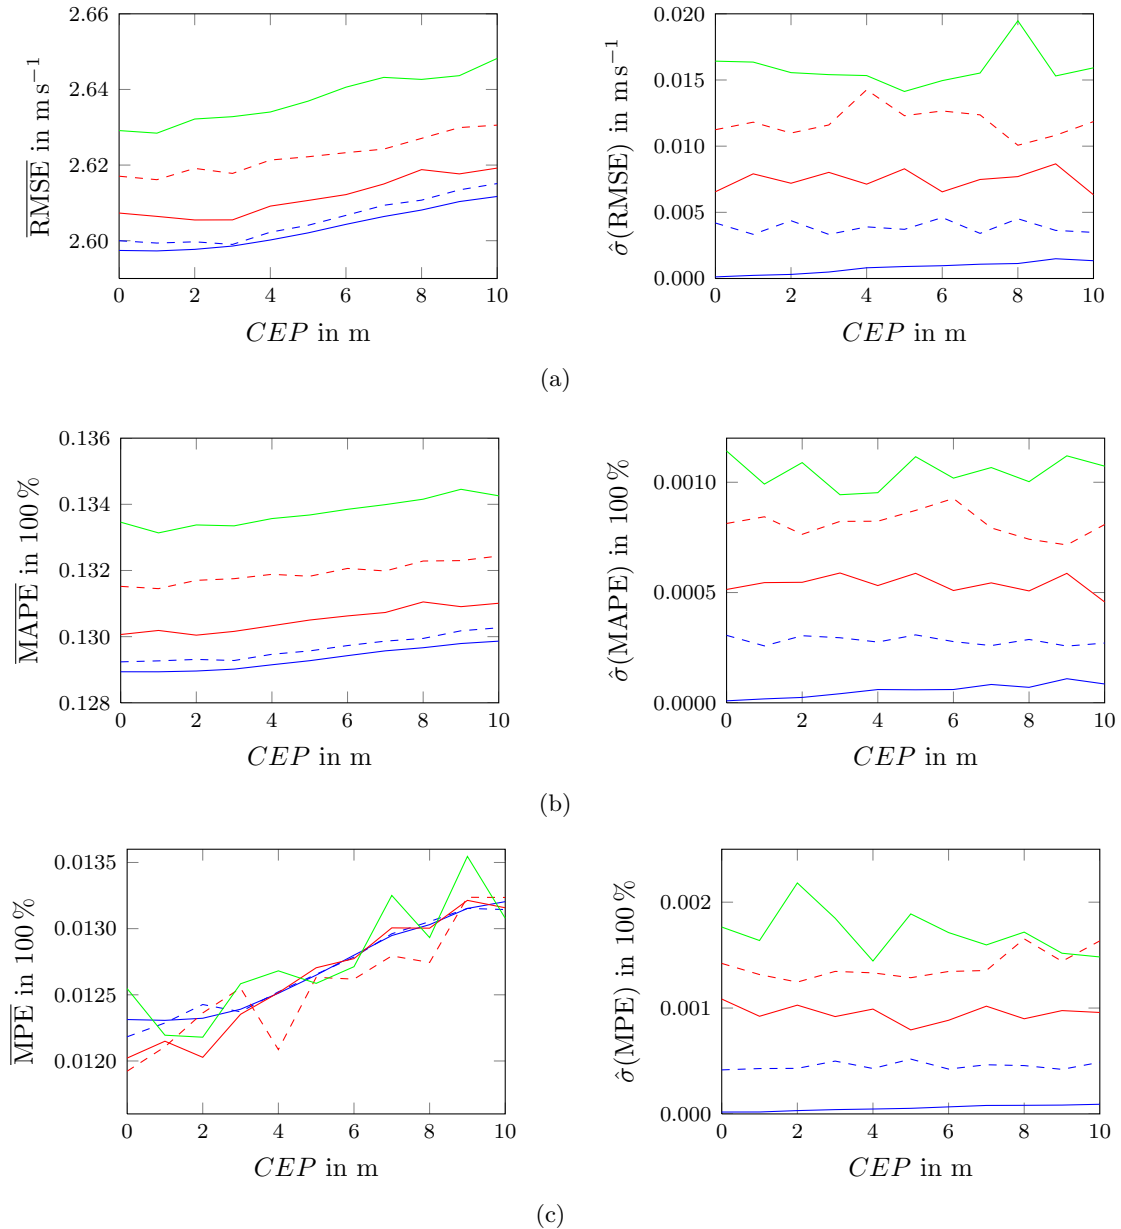 2.66
2.64
2.62
2.60
0 2 4 6 8 10
RMSE in m s⁻¹
CEP in m
0.020
0.015
0.010
0.005
0.000
0 2 4 6 8 10
σ̂(RMSE) in m s⁻¹
CEP in m
(a)
0.136
0.134
0.132
0.130
0.128
0 2 4 6 8 10
MAPE in 100 %
CEP in m
0.0010
0.0005
0.0000
0 2 4 6 8 10
σ̂(MAPE) in 100 %
CEP in m
(b)
0.0135
0.0130
0.0125
0.0120
0 2 4 6 8 10
MPE in 100 %
CEP in m
0.002
0.001
0.000
0 2 4 6 8 10
σ̂(MPE) in 100 %
CEP in m
(c)